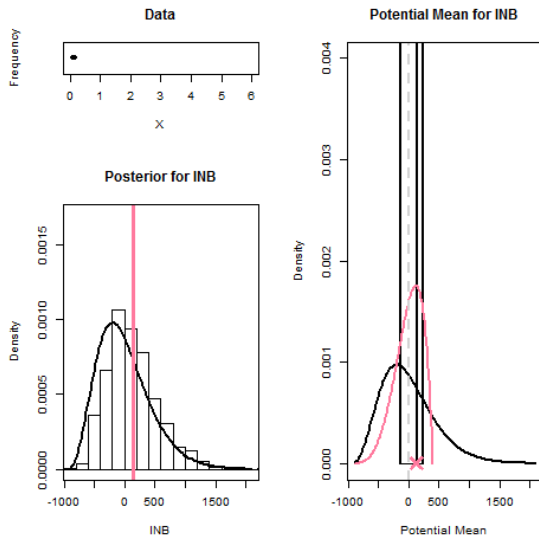 Data
Frequency
0 1 2 3 4 5 6
X
Posterior for INB
Density
0.0000 0.0005 0.0010 0.0015
-1000 0 500 1500
INB
Potential Mean for INB
Density
0.000 0.001 0.002 0.003 0.004
-1000 0 500 1500
Potential Mean